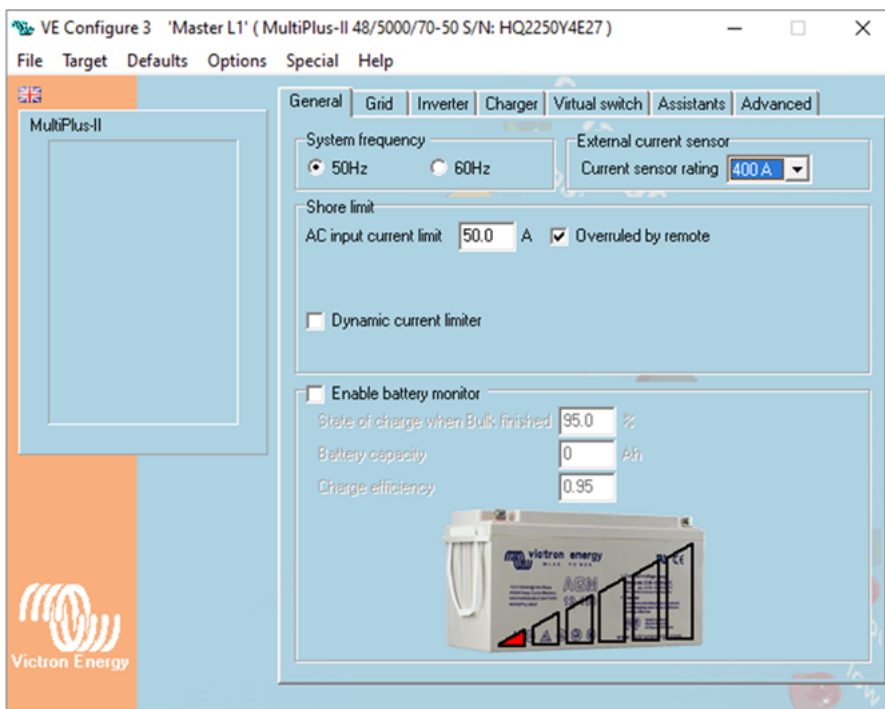 VE Configure 3 'Master L1' ( MultiPlus-II 48/5000/70-50 S/N: HQ2250Y4E27 )
File Target Defaults Options Special Help
MultiPlus-II
General Grid Inverter Charger Virtual switch Assistants Advanced
System frequency
50Hz 60Hz
External current sensor
Current sensor rating 400 A
Shore limit
AC input current limit 50.0 A Overruled by remote
Dynamic current limiter
Enable battery monitor
State of charge when Bulk finished 95.0 %
Battery capacity 0 Ah
Charge efficiency 0.95
victron energy
BLUE POWER
AGM
Victron Energy